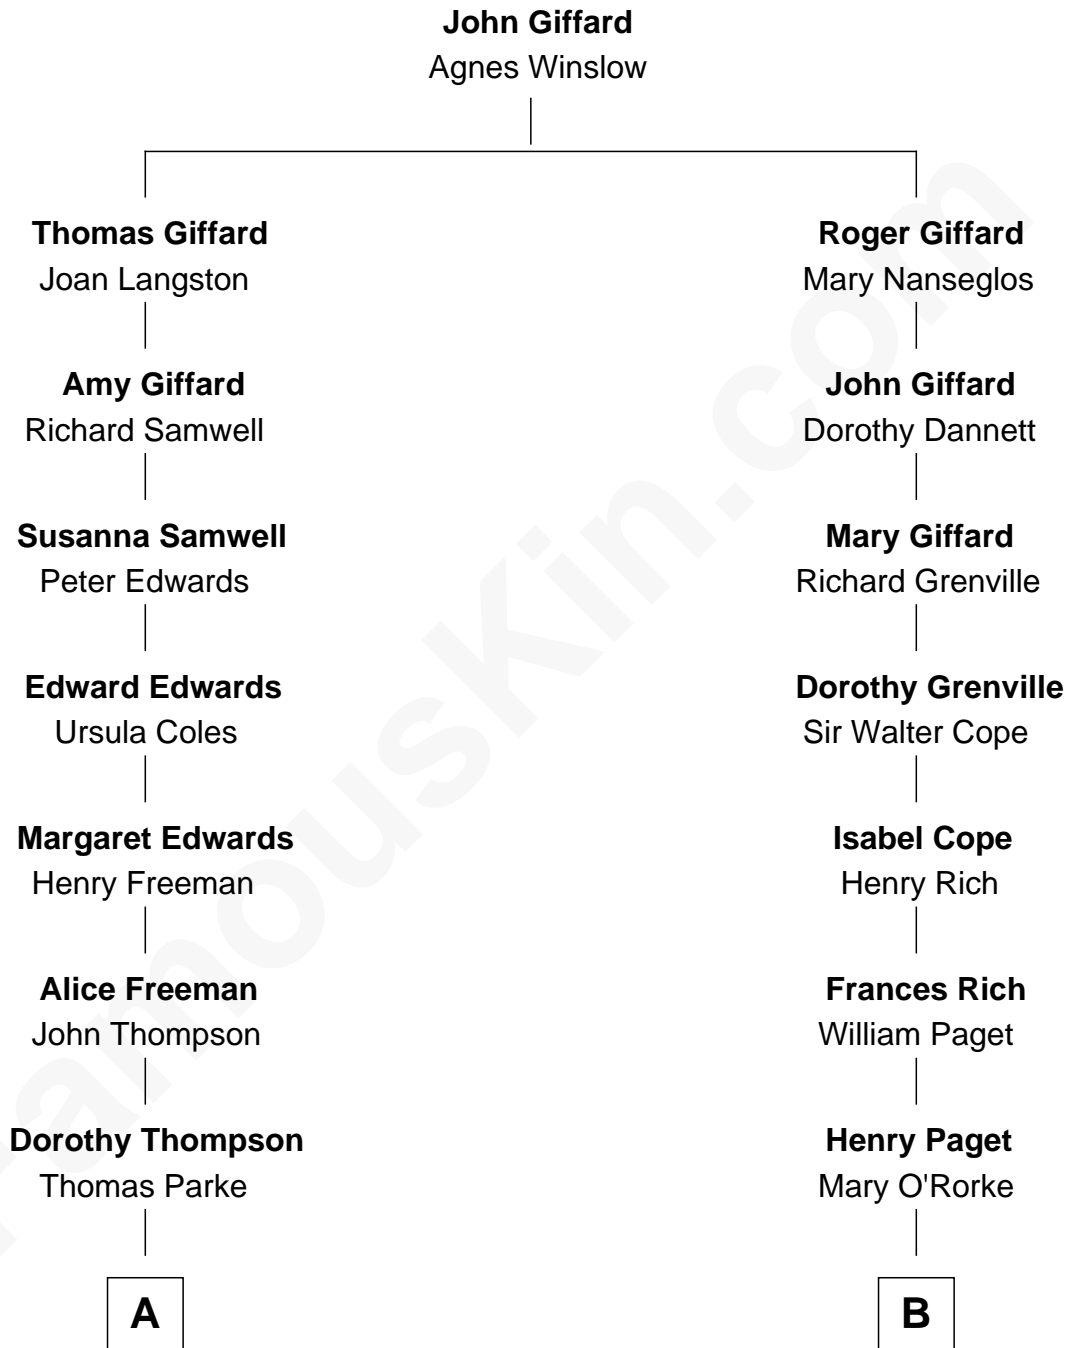 John Giffard
Agnes Winslow
Thomas Giffard
Joan Langston
Roger Giffard
Mary Nanseglos
Amy Giffard
Richard Samwell
John Giffard
Dorothy Dannett
Susanna Samwell
Peter Edwards
Mary Giffard
Richard Grenville
Edward Edwards
Ursula Coles
Dorothy Grenville
Sir Walter Cope
Margaret Edwards
Henry Freeman
Isabel Cope
Henry Rich
Alice Freeman
John Thompson
Frances Rich
William Paget
Dorothy Thompson
Thomas Parke
Henry Paget
Mary O'Rorke
A
B
FamousKin.com